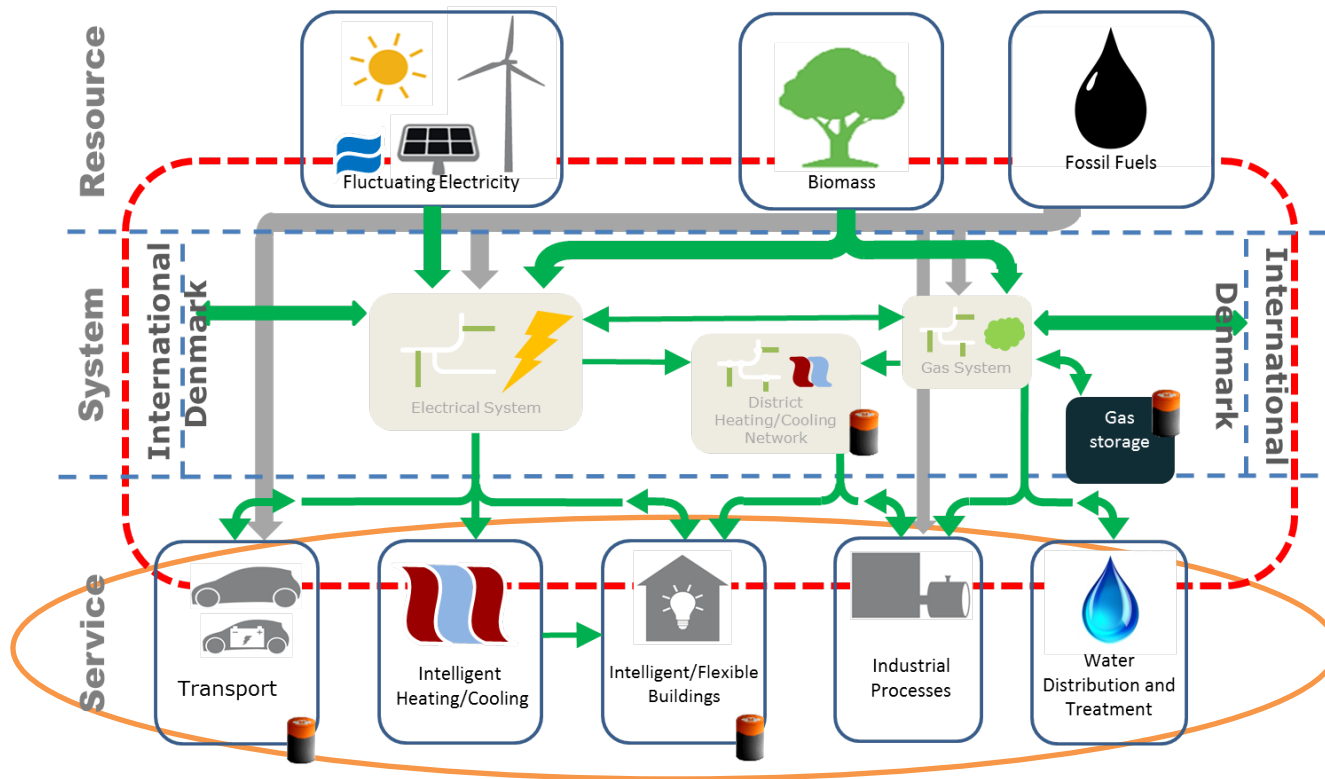 Resource
Fluctuating Electricity
Biomass
Fossil Fuels
System
International
Denmark
Electrical System
District
Heating/Cooling
Network
Gas System
Gas
storage
Denmark
International
Service
Transport
Intelligent
Heating/Cooling
Intelligent/Flexible
Buildings
Industrial
Processes
Water
Distribution and
Treatment